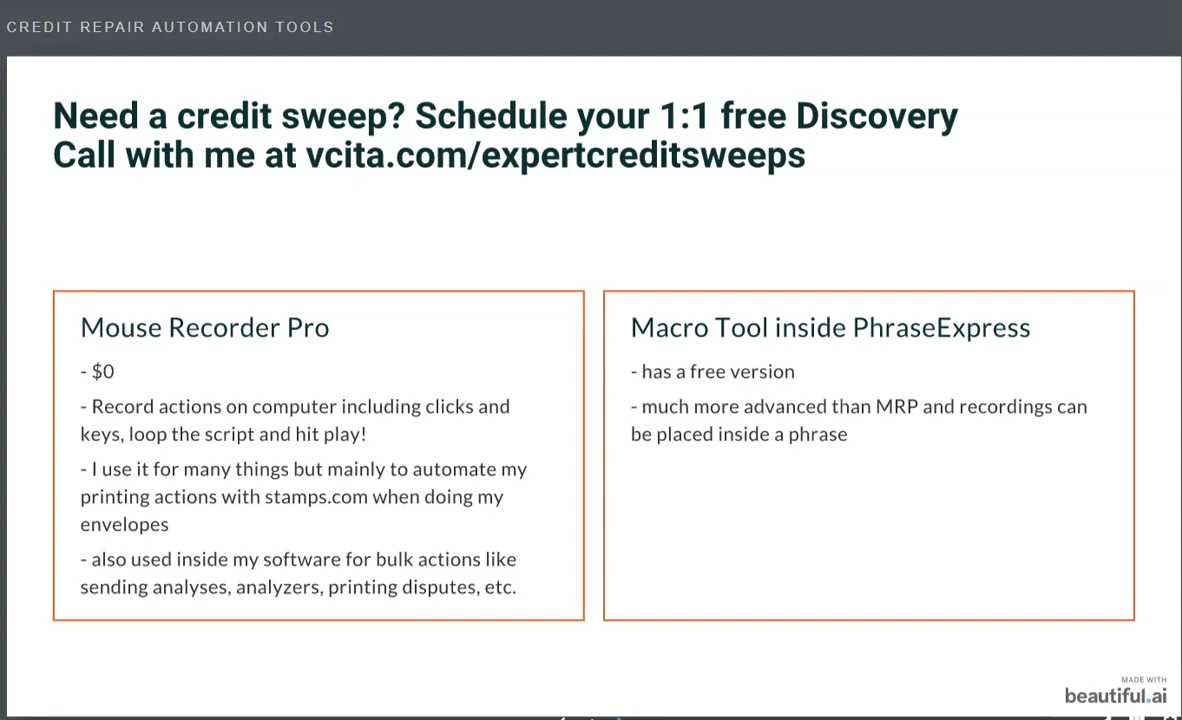 CREDIT REPAIR AUTOMATION TOOLS
Need a credit sweep? Schedule your 1:1 free Discovery
Call with me at vcita.com/expertcreditsweeps
Mouse Recorder Pro
- $0
- Record actions on computer including clicks and
keys, loop the script and hit play!
- I use it for many things but mainly to automate my
printing actions with stamps.com when doing my
envelopes
- also used inside my software for bulk actions like
sending analyses, analyzers, printing disputes, etc.
Macro Tool inside PhraseExpress
- has a free version
- much more advanced than MRP and recordings can
be placed inside a phrase
MADE WITH
beautiful.ai